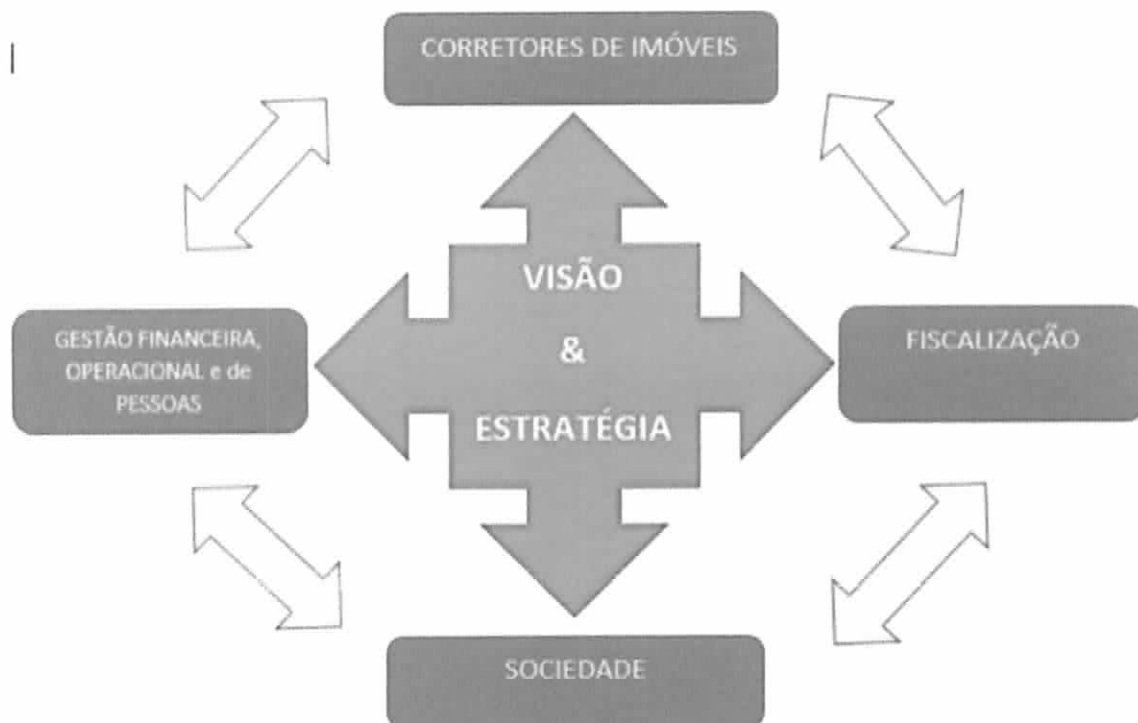 CORRETORES DE IMÓVEIS
VISÃO
&
ESTRATÉGIA
GESTÃO FINANCEIRA,
OPERACIONAL e de
PESSOAS
FISCALIZAÇÃO
SOCIEDADE